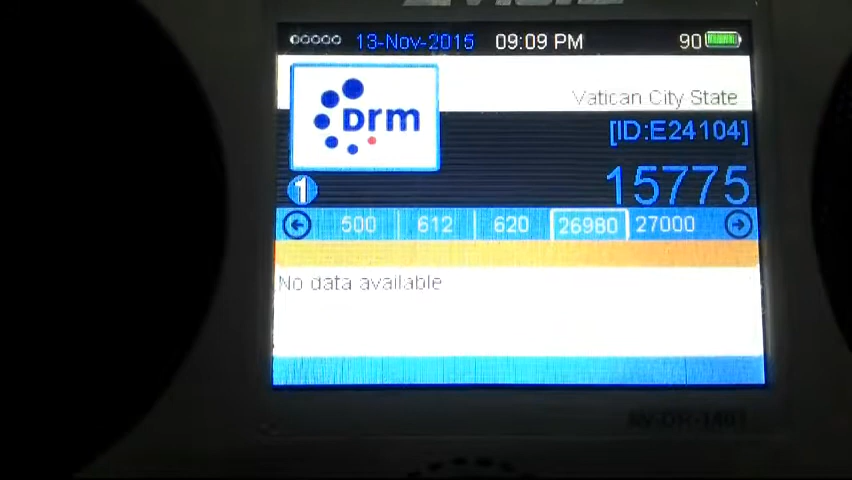 13-Nov-2015 09:09 PM 90
Drm
Vatican City State
[ID:E24104]
1 15775
500 612 620 26980 27000
No data available